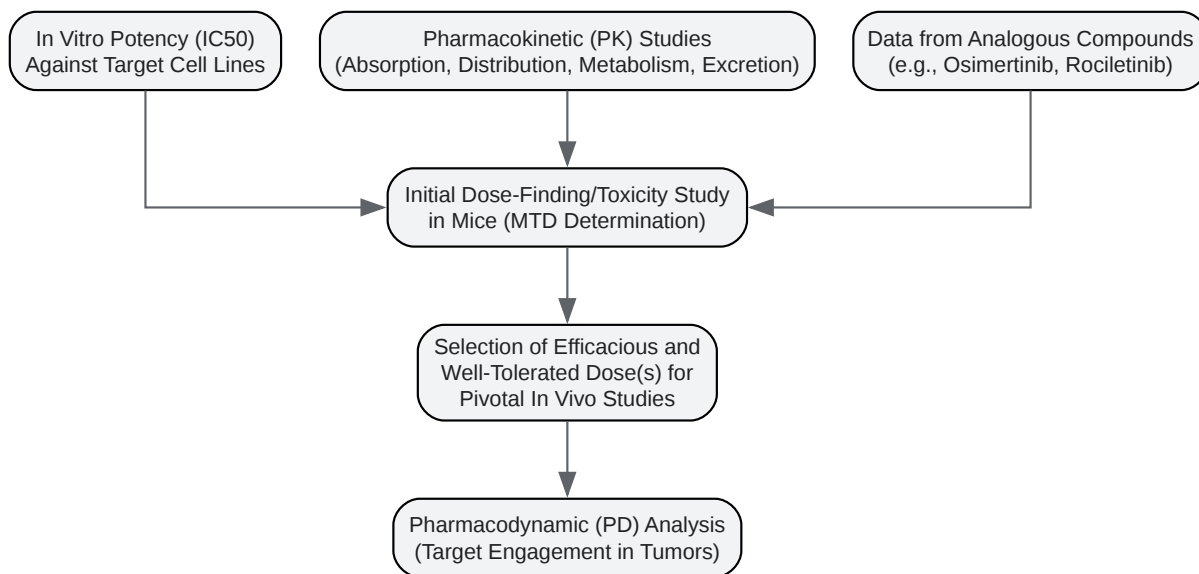 In Vitro Potency (IC50)
Against Target Cell Lines
Pharmacokinetic (PK) Studies
(Absorption, Distribution, Metabolism, Excretion)
Data from Analogous Compounds
(e.g., Osimertinib, Rociletinib)
Initial Dose-Finding/Toxicity Study
in Mice (MTD Determination)
Selection of Efficacious and
Well-Tolerated Dose(s) for
Pivotal In Vivo Studies
Pharmacodynamic (PD) Analysis
(Target Engagement in Tumors)